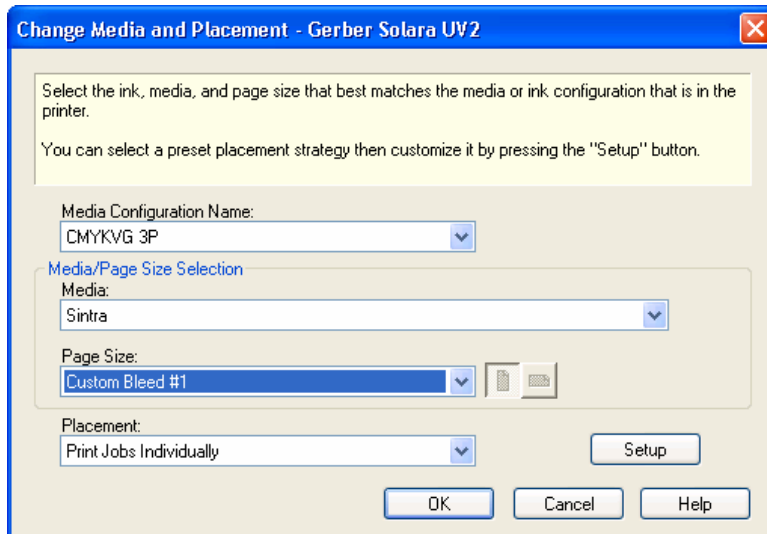 Change Media and Placement - Gerber Solara UV2
Select the ink, media, and page size that best matches the media or ink configuration that is in the
printer.
You can select a preset placement strategy then customize it by pressing the "Setup" button.
Media Configuration Name:
CMYKVG 3P
Media/Page Size Selection
Media:
Sintra
Page Size:
Custom Bleed #1
Placement:
Print Jobs Individually
Setup
OK
Cancel
Help